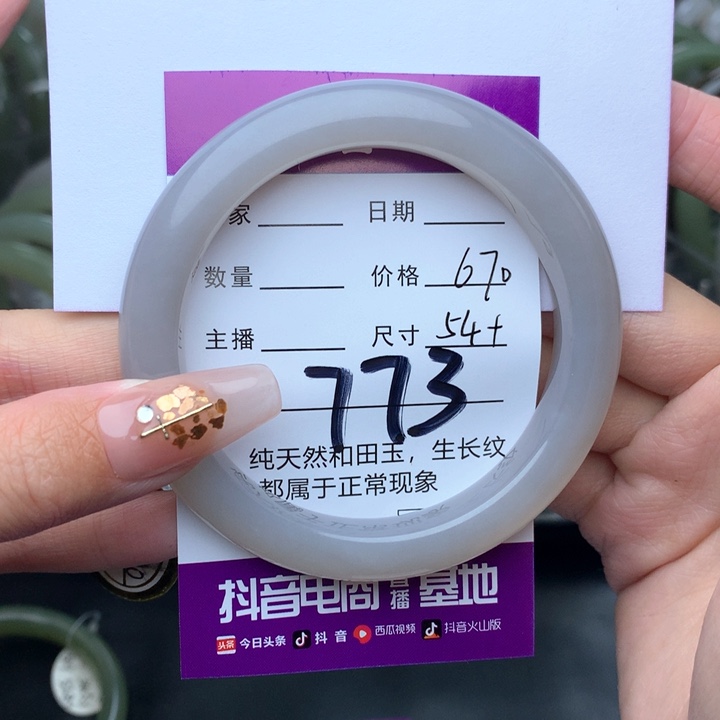 家 日期
数量 价格 670
主播 尺寸 54+
773
纯天然和田玉，生长纹
都属于正常现象
抖音电商直播基地
头条 今日头条 抖音 西瓜视频 抖音火山版